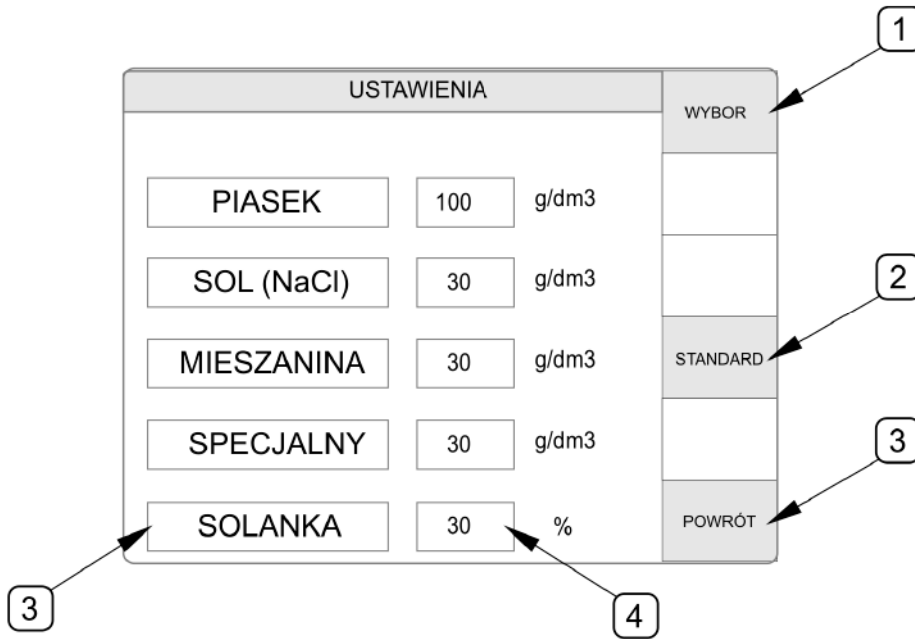 1
USTAWIENIA
WYBOR
PIASEK 100 g/dm3
SOL (NaCl) 30 g/dm3
2
MIESZANINA 30 g/dm3
STANDARD
SPECJALNY 30 g/dm3
3
SOLANKA 30 %
POWRÓT
3
4